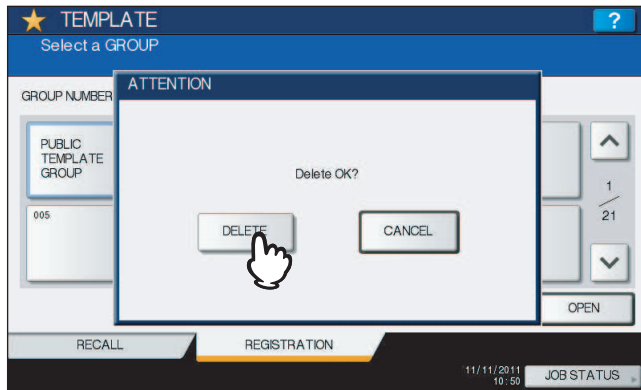 TEMPLATE
?
Select a GROUP
ATTENTION
GROUP NUMBER
PUBLIC
TEMPLATE
GROUP
Delete OK?
1
21
005
DELETE
CANCEL
OPEN
RECALL
REGISTRATION
11/11/2011
10:50
JOB STATUS